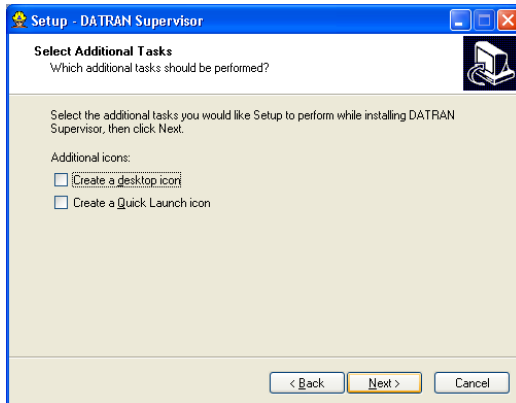 Setup - DATRAN Supervisor
Select Additional Tasks
Which additional tasks should be performed?
Select the additional tasks you would like Setup to perform while installing DATRAN
Supervisor, then click Next.
Additional icons:
Create a desktop icon
Create a Quick Launch icon
< Back
Next >
Cancel